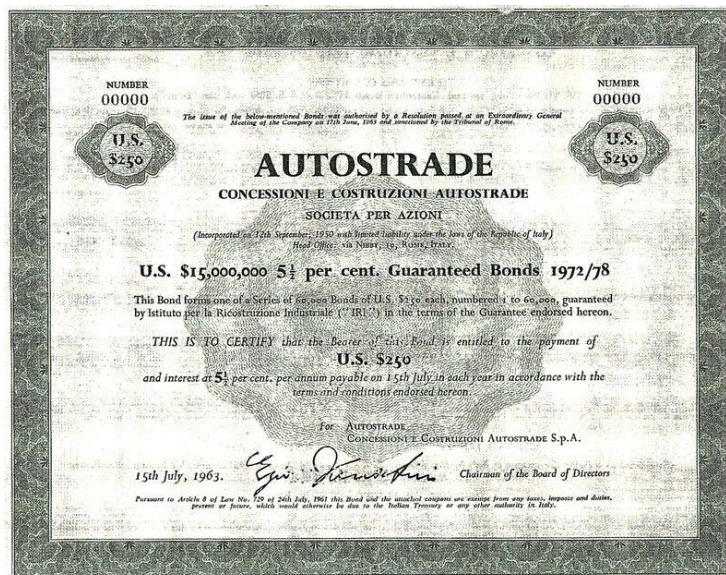 NUMBER
00000
NUMBER
00000
The issue of the below-mentioned Bonds was authorised by a Resolution passed at an Extraordinary General
Meeting of the Company on 17th June, 1963 and sanctioned by the Tribunal of Rome.
U.S.
$250
U.S.
$250
AUTOSTRADE
CONCESSIONI E COSTRUZIONI AUTOSTRADE
SOCIETA PER AZIONI
(Incorporated on 12th September, 1950 with limited liability under the laws of the Republic of Italy)
Head Office: VIA NIBBY, 10, ROME, ITALY.
U.S. $15,000,000 5½ per cent. Guaranteed Bonds 1972/78
This Bond forms one of a Series of 60,000 Bonds of U.S. $250 each, numbered 1 to 60,000, guaranteed
by Istituto per la Ricostruzione Industriale ("IRI") in the terms of the Guarantee endorsed hereon.
THIS IS TO CERTIFY that the Bearer of this Bond is entitled to the payment of
U.S. $250
and interest at 5½ per cent. per annum payable on 15th July in each year in accordance with the
terms and conditions endorsed hereon.
For AUTOSTRADE
CONCESSIONI E COSTRUZIONI AUTOSTRADE S.p.A.
15th July, 1963. Chairman of the Board of Directors
Pursuant to Article 8 of Law No. 729 of 24th July, 1961 this Bond and the attached coupons are exempt from any taxes, imposts and duties,
present or future, which would otherwise be due to the Italian Treasury or any other authority in Italy.